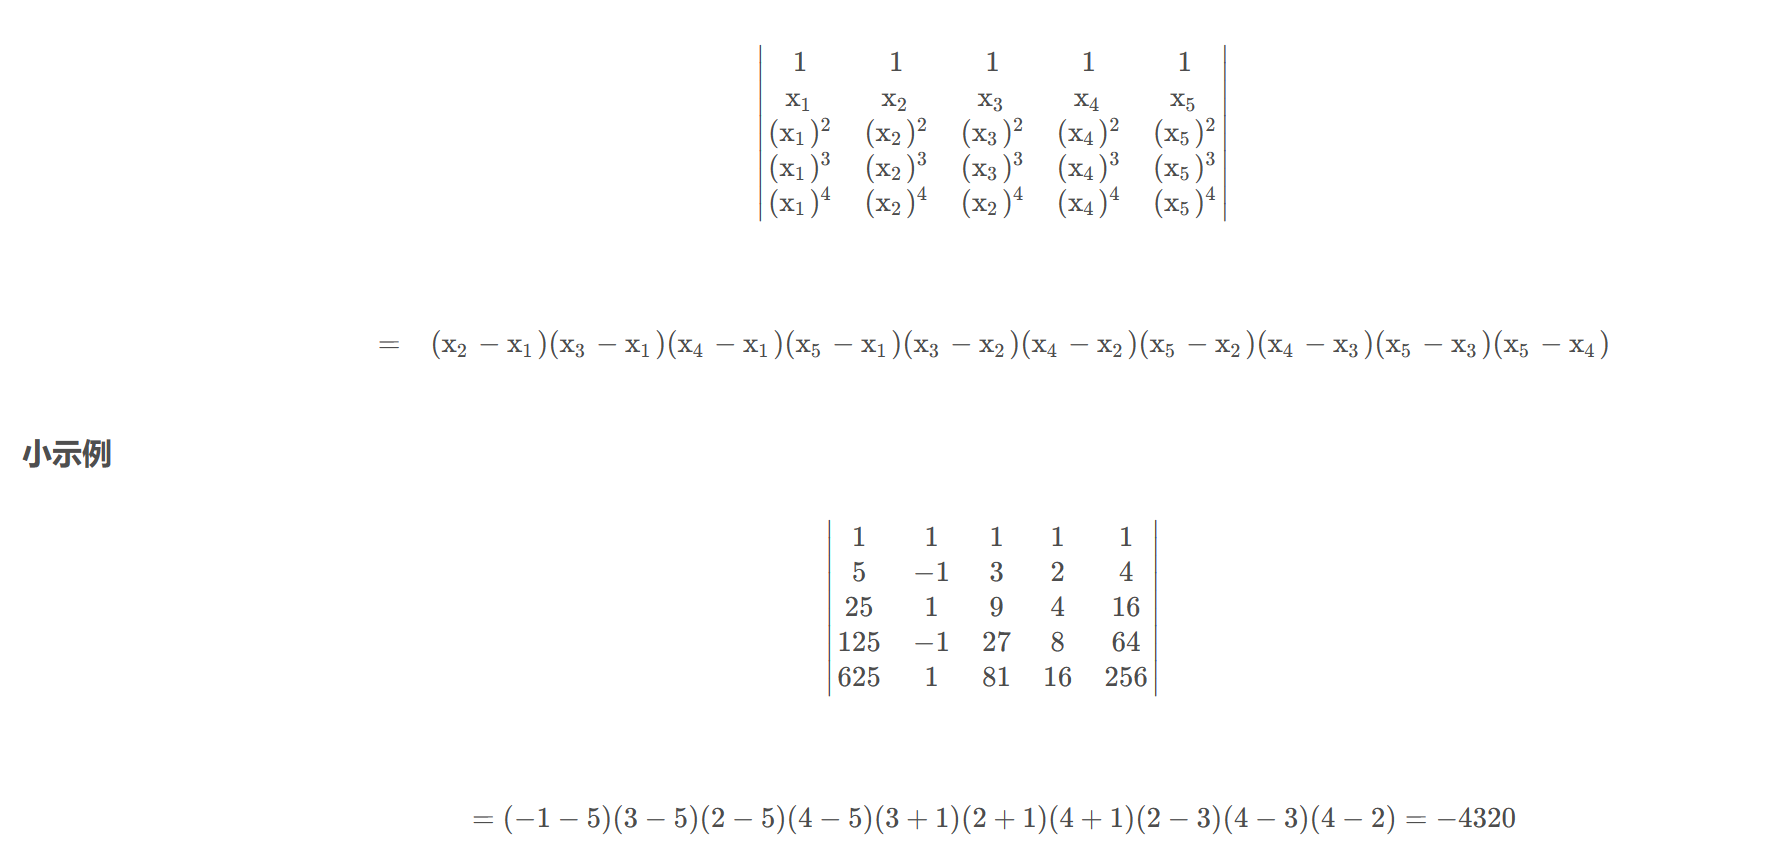 1 1 1 1 1
x₁ x₂ x₃ x₄ x₅
(x₁)² (x₂)² (x₃)² (x₄)² (x₅)²
(x₁)³ (x₂)³ (x₃)³ (x₄)³ (x₅)³
(x₁)⁴ (x₂)⁴ (x₂)⁴ (x₄)⁴ (x₅)⁴
= (x₂ − x₁)(x₃ − x₁)(x₄ − x₁)(x₅ − x₁)(x₃ − x₂)(x₄ − x₂)(x₅ − x₂)(x₄ − x₃)(x₅ − x₃)(x₅ − x₄)
小示例
1 1 1 1 1
5 −1 3 2 4
25 1 9 4 16
125 −1 27 8 64
625 1 81 16 256
= (−1 − 5)(3 − 5)(2 − 5)(4 − 5)(3 + 1)(2 + 1)(4 + 1)(2 − 3)(4 − 3)(4 − 2) = −4320